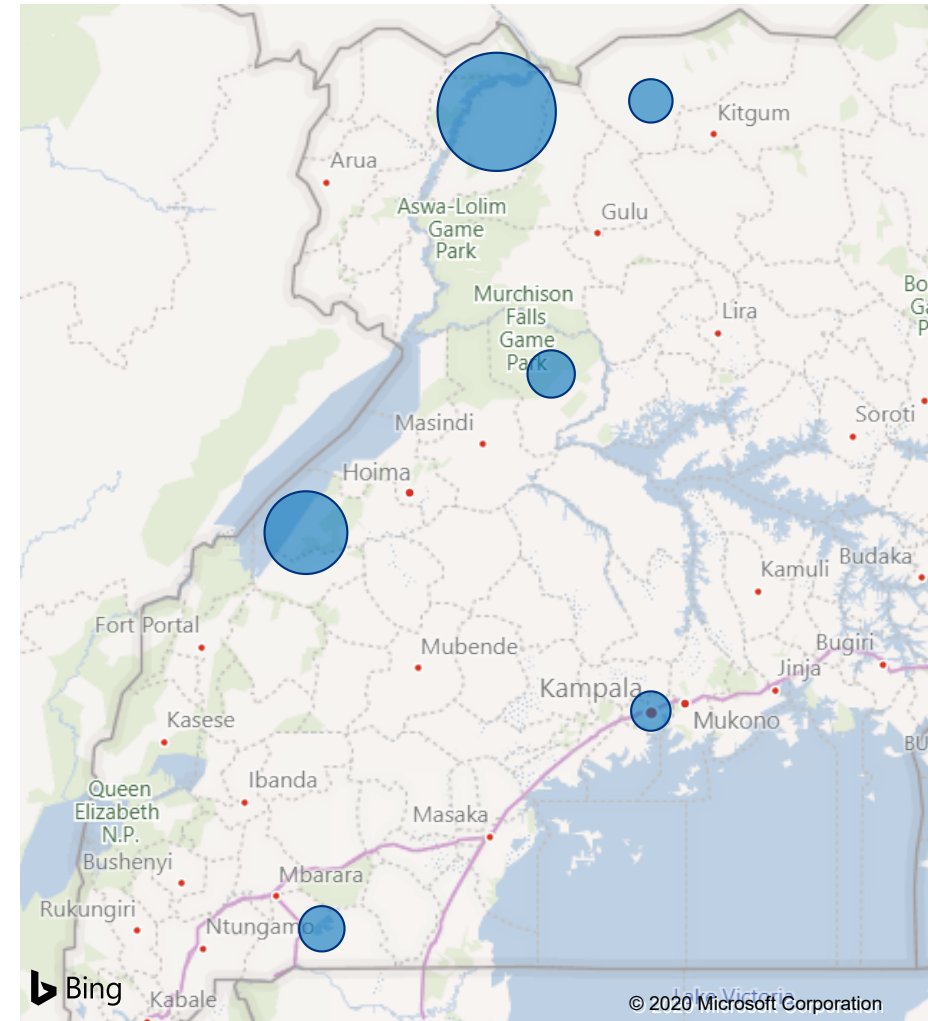 Kitgum
Arua
Aswa-Lolim
Game
Park
Gulu
Murchison
Falls
Game
Park
Lira
Masindi
Soroti
Hoima
Budaka
Kamuli
Fort Portal
Bugiri
Mubende
Jinja
Kampala
Kasese
Mukono
Ibanda
Queen
Elizabeth
N.P.
Masaka
Bushenyi
Mbarara
Rukungiri
Ntungamo
Bing
Kabale
Lake Victoria
© 2020 Microsoft Corporation